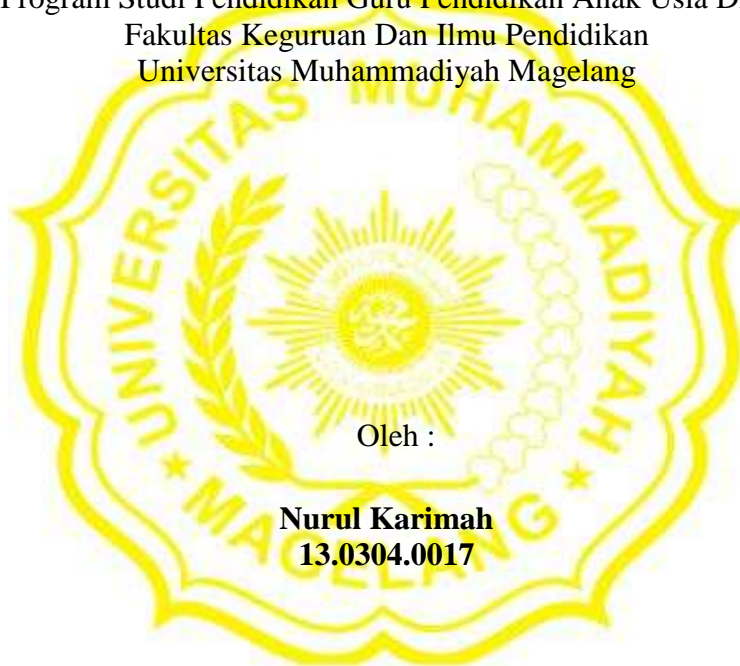 Program Studi Pendidikan Guru Pendidikan Anak Usia
Fakultas Keguruan Dan Ilmu Pendidikan
Universitas Muhammadiyah Magelang
UNIVERSITAS MUHAMMADIYAH
MAGELANG
Oleh :
Nurul Karimah
13.0304.0017